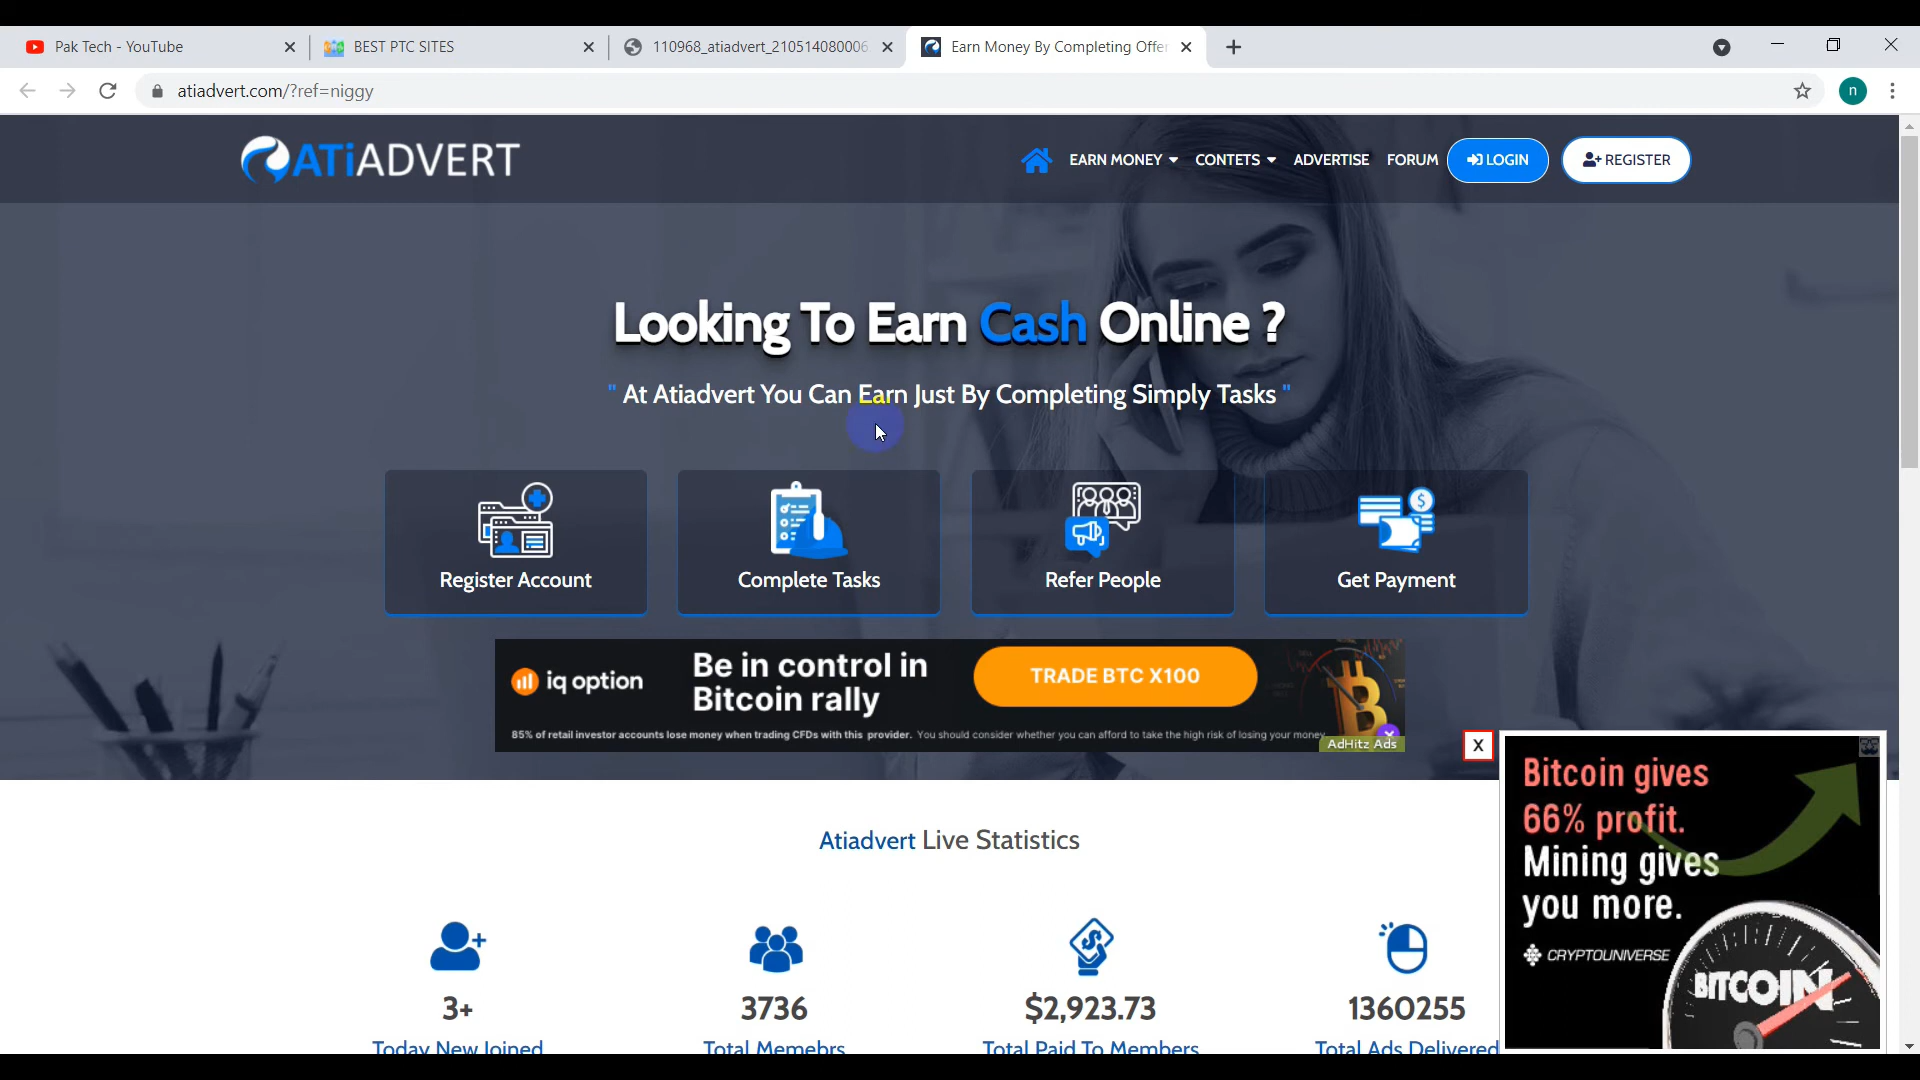 Pak Tech - YouTube
BEST PTC SITES
110968_atiadvert_210514080006
Earn Money By Completing Offer
atiadvert.com/?ref=niggy
n
ATiADVERT
EARN MONEY
CONTETS
ADVERTISE
FORUM
LOGIN
REGISTER
Looking To Earn Cash Online ?
" At Atiadvert You Can Earn Just By Completing Simply Tasks "
Register Account
Complete Tasks
Refer People
Get Payment
iq option
Be in control in
Bitcoin rally
TRADE BTC X100
85% of retail investor accounts lose money when trading CFDs with this provider. You should consider whether you can afford to take the high risk of losing your money
AdHitz Ads
X
Bitcoin gives
66% profit.
Mining gives
you more.
CRYPTOUNIVERSE
BITCOIN
Atiadvert Live Statistics
3+
3736
$2,923.73
1360255
Today New Joined
Total Memebrs
Total Paid To Members
Total Ads Delivered